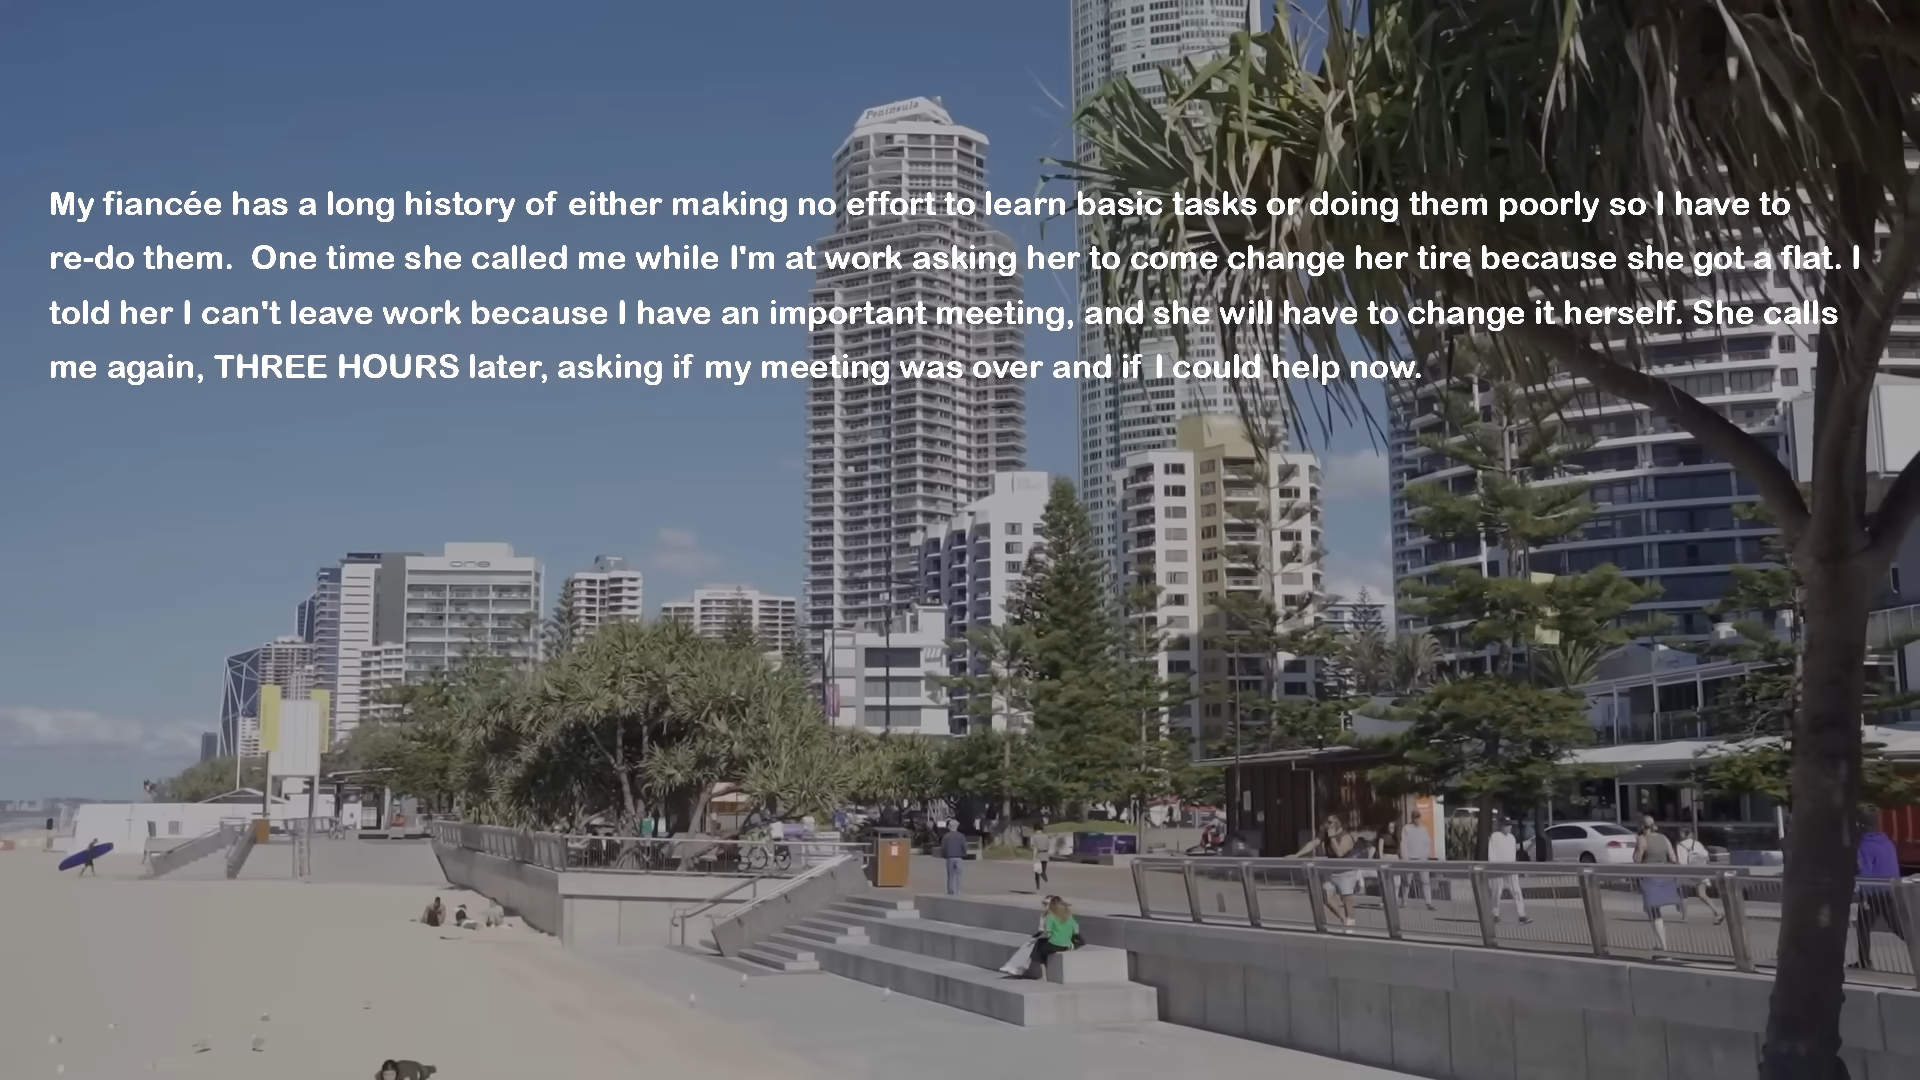 Peninsula
My fiancée has a long history of either making no effort to learn basic tasks or doing them poorly so I have to
re-do them.  One time she called me while I'm at work asking her to come change her tire because she got a flat. I
told her I can't leave work because I have an important meeting, and she will have to change it herself. She calls
me again, THREE HOURS later, asking if my meeting was over and if I could help now.
one